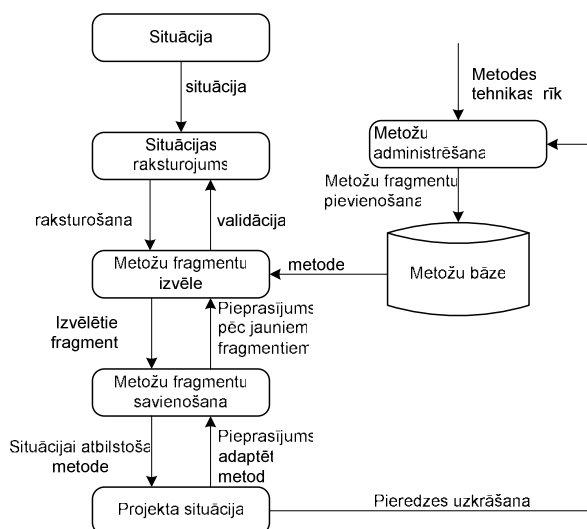 Situācija
situācija
Metodes
tehnikas rīk
Situācijas
raksturojums
Metožu
administrēšana
Metožu fragmentu
pievienošana
raksturošana
validācija
Metožu fragmentu
izvēle
metode
Metožu bāze
Izvēlētie
fragment
Pieprasījums
pēc jauniem
fragmentiem
Metožu fragmentu
savienošana
Situācijai atbilstoša
metode
Pieprasījums
adaptēt
metod
Projekta situācija
Pieredzes uzkrāšana